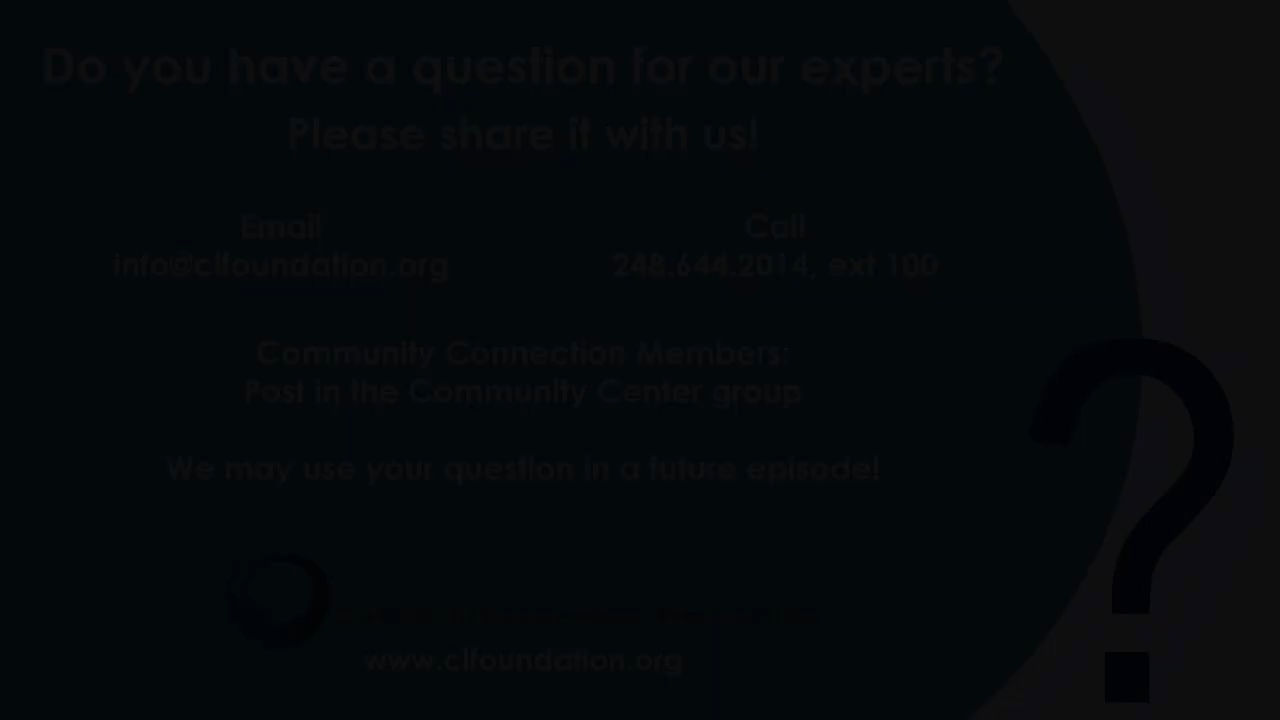 Do you have a question for our experts?
Please share it with us!
Email
info@clfoundation.org
Call
248.644.2014, ext 100
Community Connection Members:
Post in the Community Center group
We may use your question in a future episode!
www.clfoundation.org
?